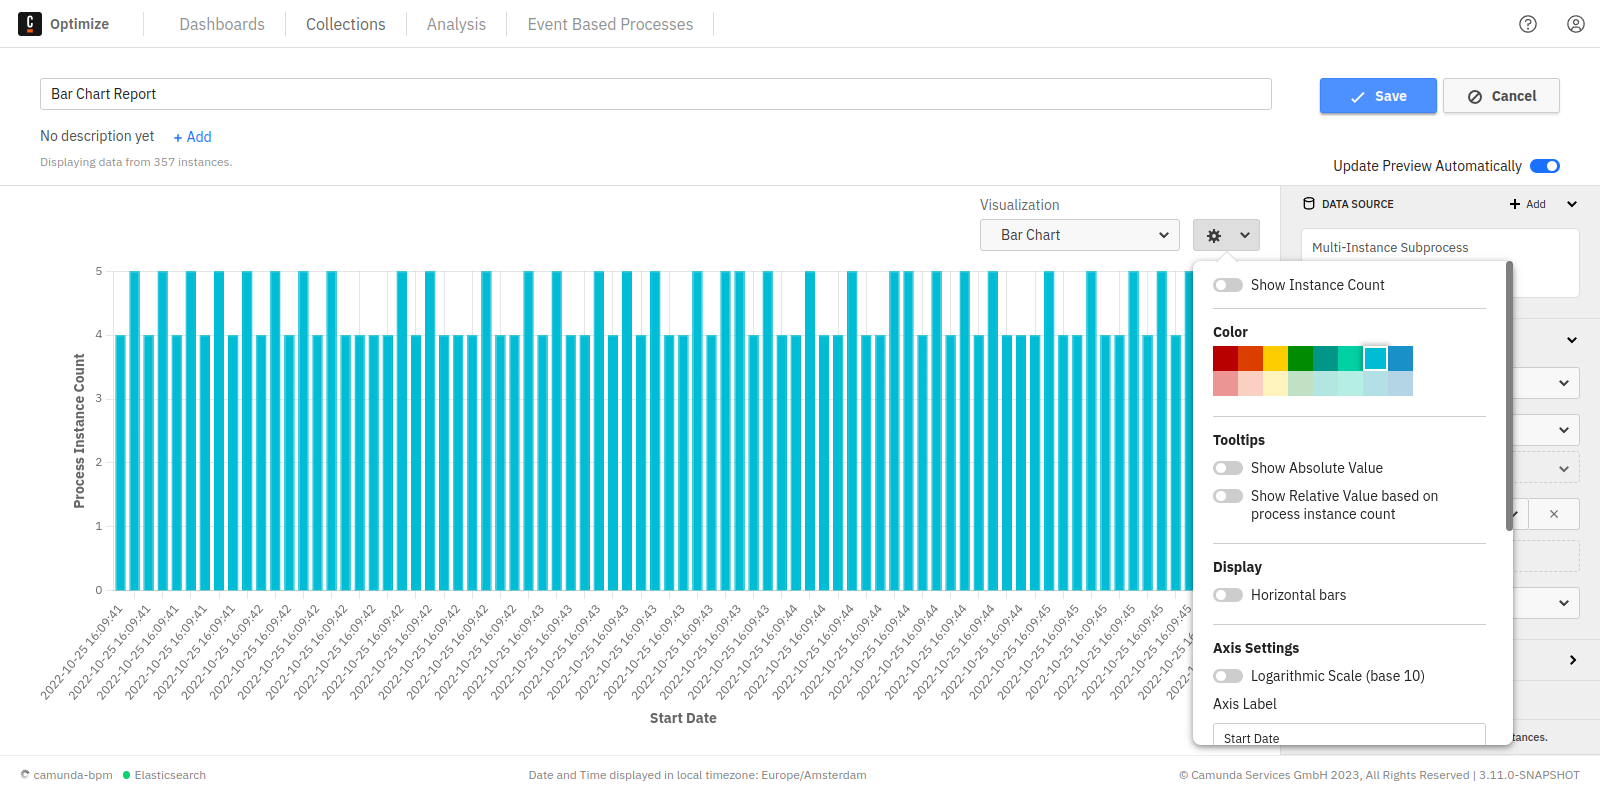 C Optimize Dashboards Collections Analysis Event Based Processes
Bar Chart Report
Save Cancel
No description yet + Add
Displaying data from 357 instances.
Update Preview Automatically
Visualization
Bar Chart
DATA SOURCE + Add
Multi-Instance Subprocess
Show Instance Count
Color
Tooltips
Show Absolute Value
Show Relative Value based on
process instance count
Display
Horizontal bars
Axis Settings
Logarithmic Scale (base 10)
Axis Label
Start Date
tances.
5
4
3
2
1
0
Process Instance Count
2022-10-25 16:09:41
2022-10-25 16:09:41
2022-10-25 16:09:41
2022-10-25 16:09:41
2022-10-25 16:09:41
2022-10-25 16:09:42
2022-10-25 16:09:42
2022-10-25 16:09:42
2022-10-25 16:09:42
2022-10-25 16:09:42
2022-10-25 16:09:42
2022-10-25 16:09:42
2022-10-25 16:09:42
2022-10-25 16:09:42
2022-10-25 16:09:42
2022-10-25 16:09:43
2022-10-25 16:09:43
2022-10-25 16:09:43
2022-10-25 16:09:43
2022-10-25 16:09:43
2022-10-25 16:09:43
2022-10-25 16:09:43
2022-10-25 16:09:43
2022-10-25 16:09:43
2022-10-25 16:09:44
2022-10-25 16:09:44
2022-10-25 16:09:44
2022-10-25 16:09:44
2022-10-25 16:09:44
2022-10-25 16:09:44
2022-10-25 16:09:44
2022-10-25 16:09:44
2022-10-25 16:09:44
2022-10-25 16:09:45
2022-10-25 16:09:45
2022-10-25 16:09:45
2022-10-25 16:09:45
2022-10-25 16:09:45
2022-10-25 16:09:45
Start Date
camunda-bpm Elasticsearch
Date and Time displayed in local timezone: Europe/Amsterdam
© Camunda Services GmbH 2023, All Rights Reserved | 3.11.0-SNAPSHOT